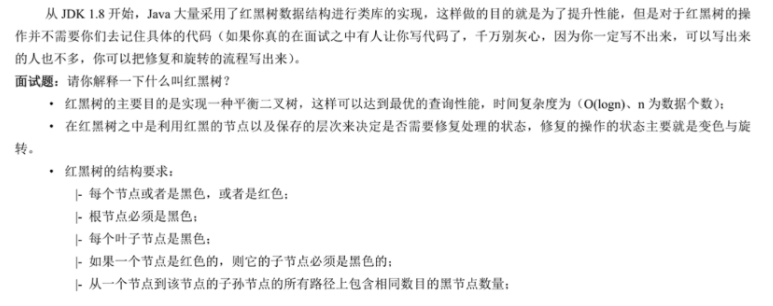 从 JDK 1.8 开始，Java 大量采用了红黑树数据结构进行类库的实现，这样做的目的就是为了提升性能，但是对于红黑树的操
作并不需要你们去记住具体的代码（如果你真的在面试之中有人让你写代码了，千万别灰心，因为你一定写不出来，可以写出来
的人也不多，你可以把修复和旋转的流程写出来）。
面试题：请你解释一下什么叫红黑树？
• 红黑树的主要目的是实现一种平衡二叉树，这样可以达到最优的查询性能，时间复杂度为（O(logn)、n 为数据个数）；
• 在红黑树之中是利用红黑的节点以及保存的层次来决定是否需要修复处理的状态，修复的操作的状态主要就是变色与旋
转。
• 红黑树的结构要求：
|- 每个节点或者是黑色，或者是红色；
|- 根节点必须是黑色；
|- 每个叶子节点是黑色；
|- 如果一个节点是红色的，则它的子节点必须是黑色的；
|- 从一个节点到该节点的子孙节点的所有路径上包含相同数目的黑节点数量；